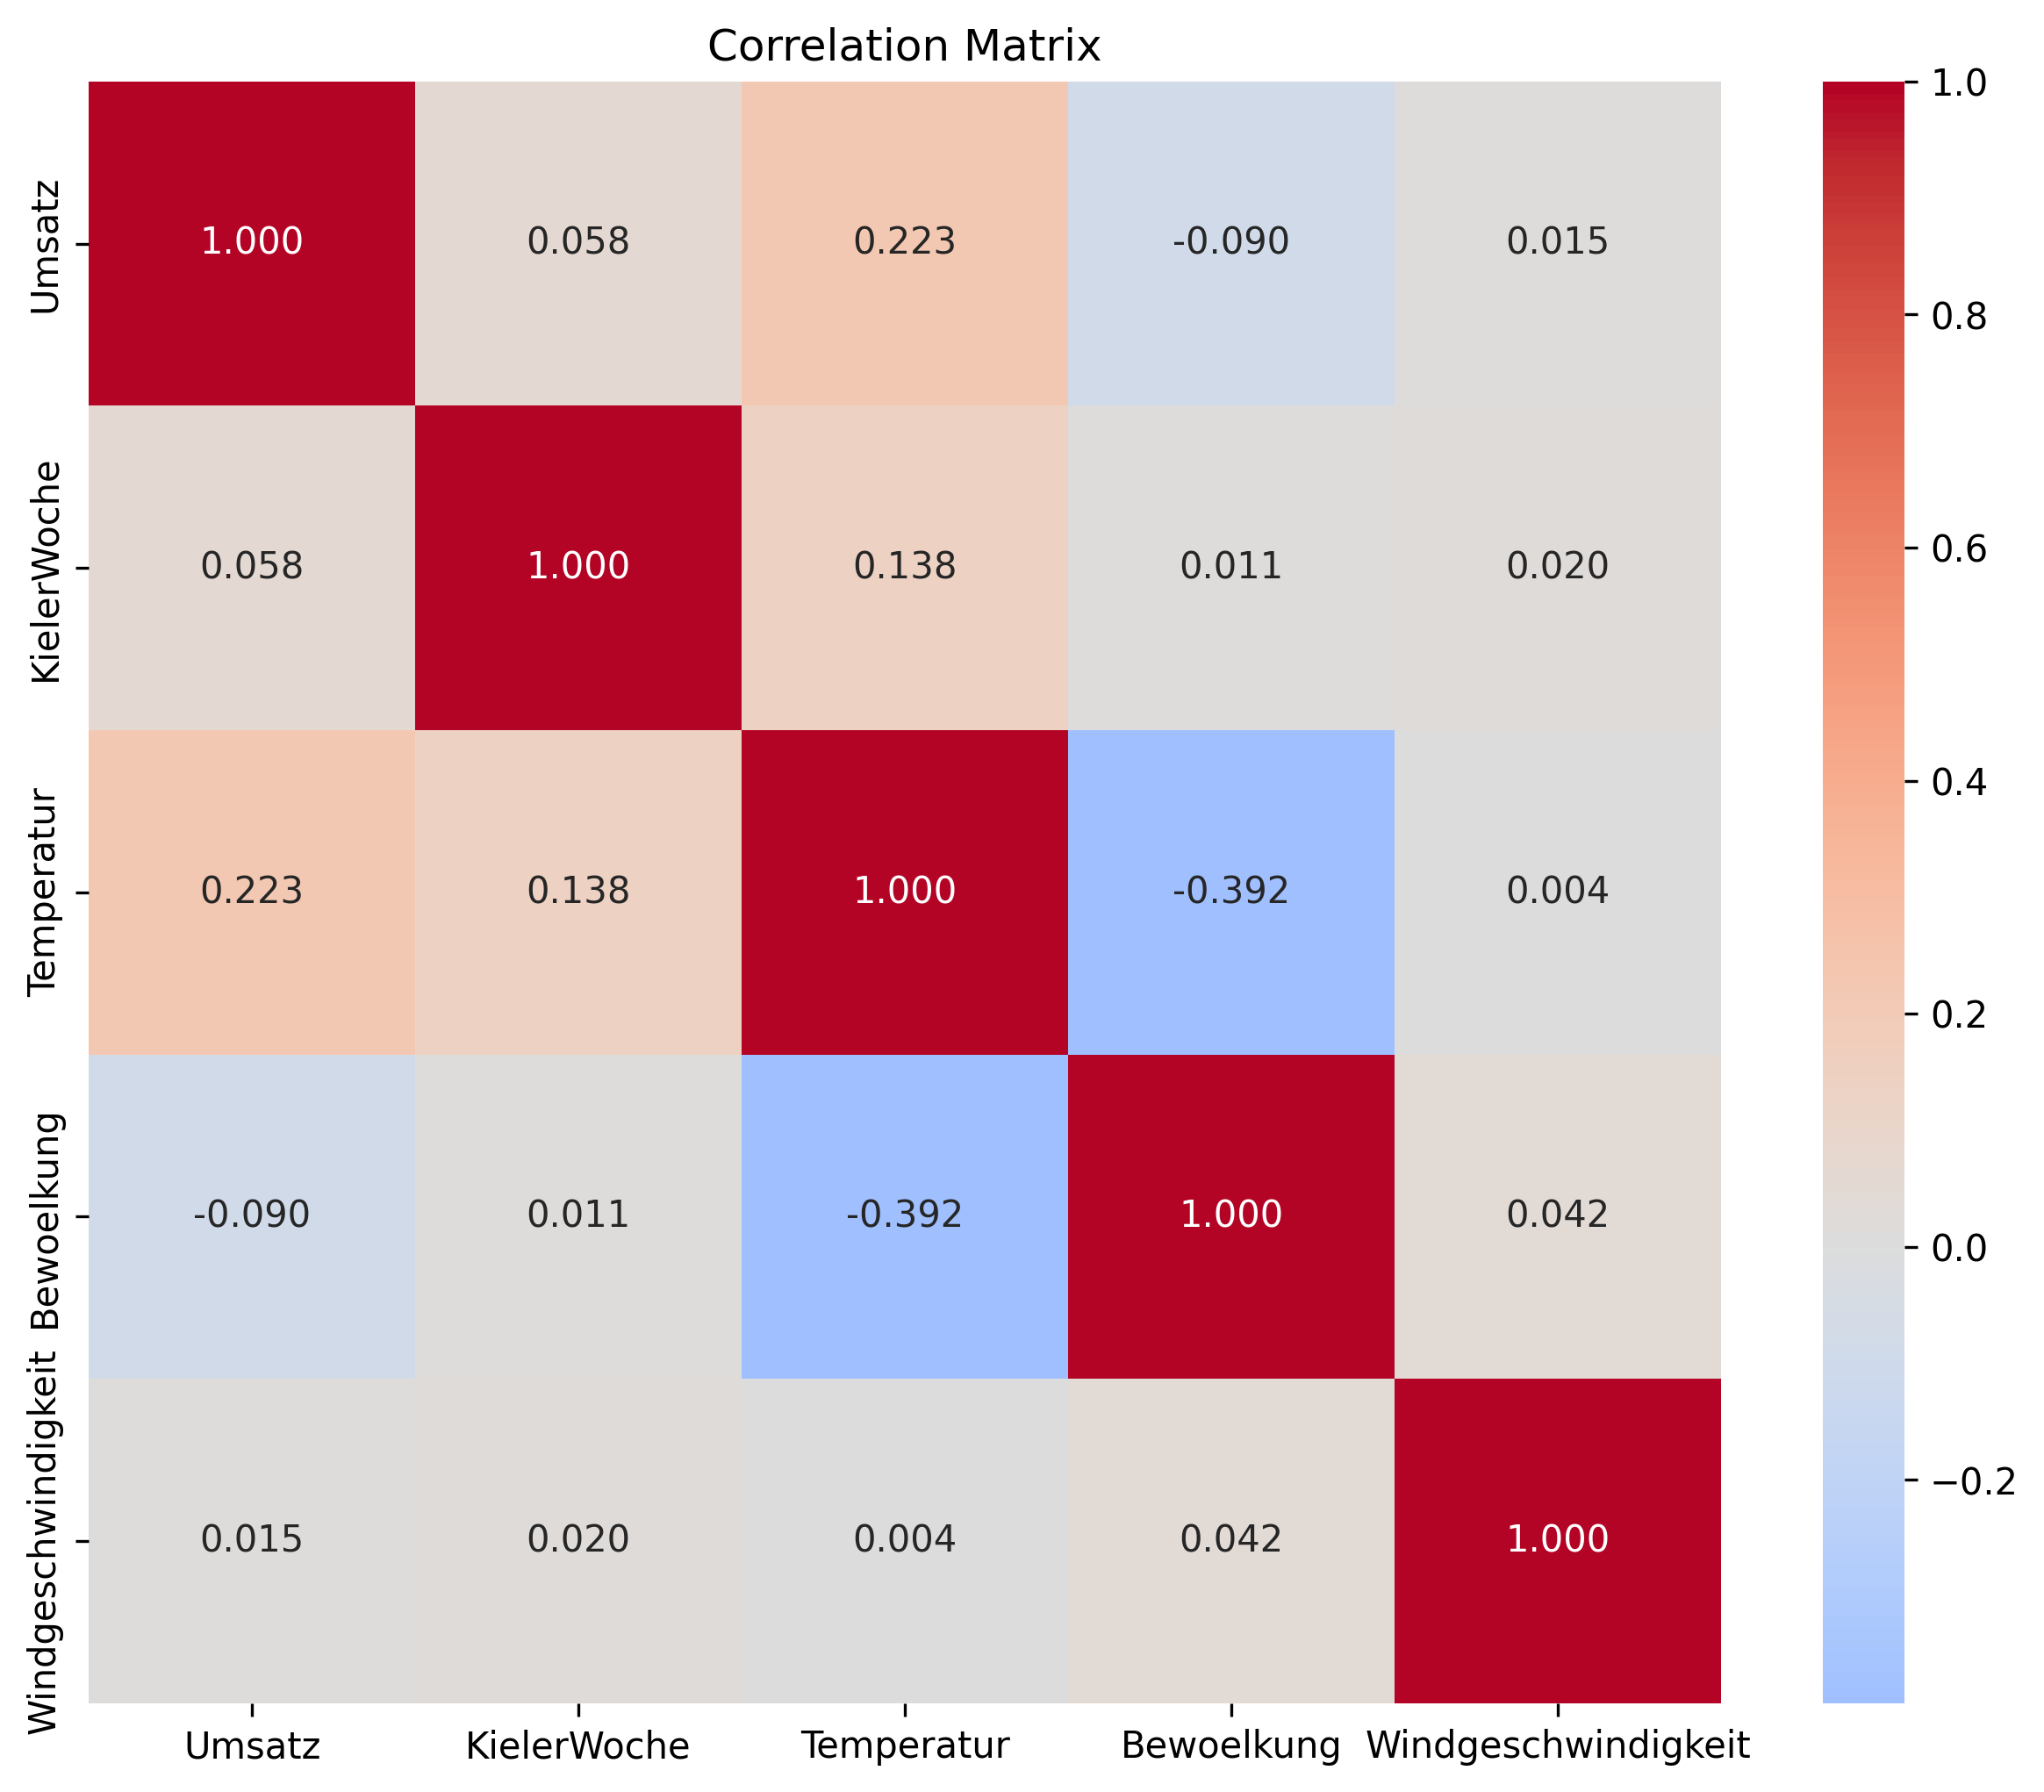 Correlation Matrix
Umsatz 1.000 0.058 0.223 -0.090 0.015
KielerWoche 0.058 1.000 0.138 0.011 0.020
Temperatur 0.223 0.138 1.000 -0.392 0.004
Bewoelkung -0.090 0.011 -0.392 1.000 0.042
Windgeschwindigkeit 0.015 0.020 0.004 0.042 1.000
Umsatz KielerWoche Temperatur Bewoelkung Windgeschwindigkeit
1.0
0.8
0.6
0.4
0.2
0.0
−0.2